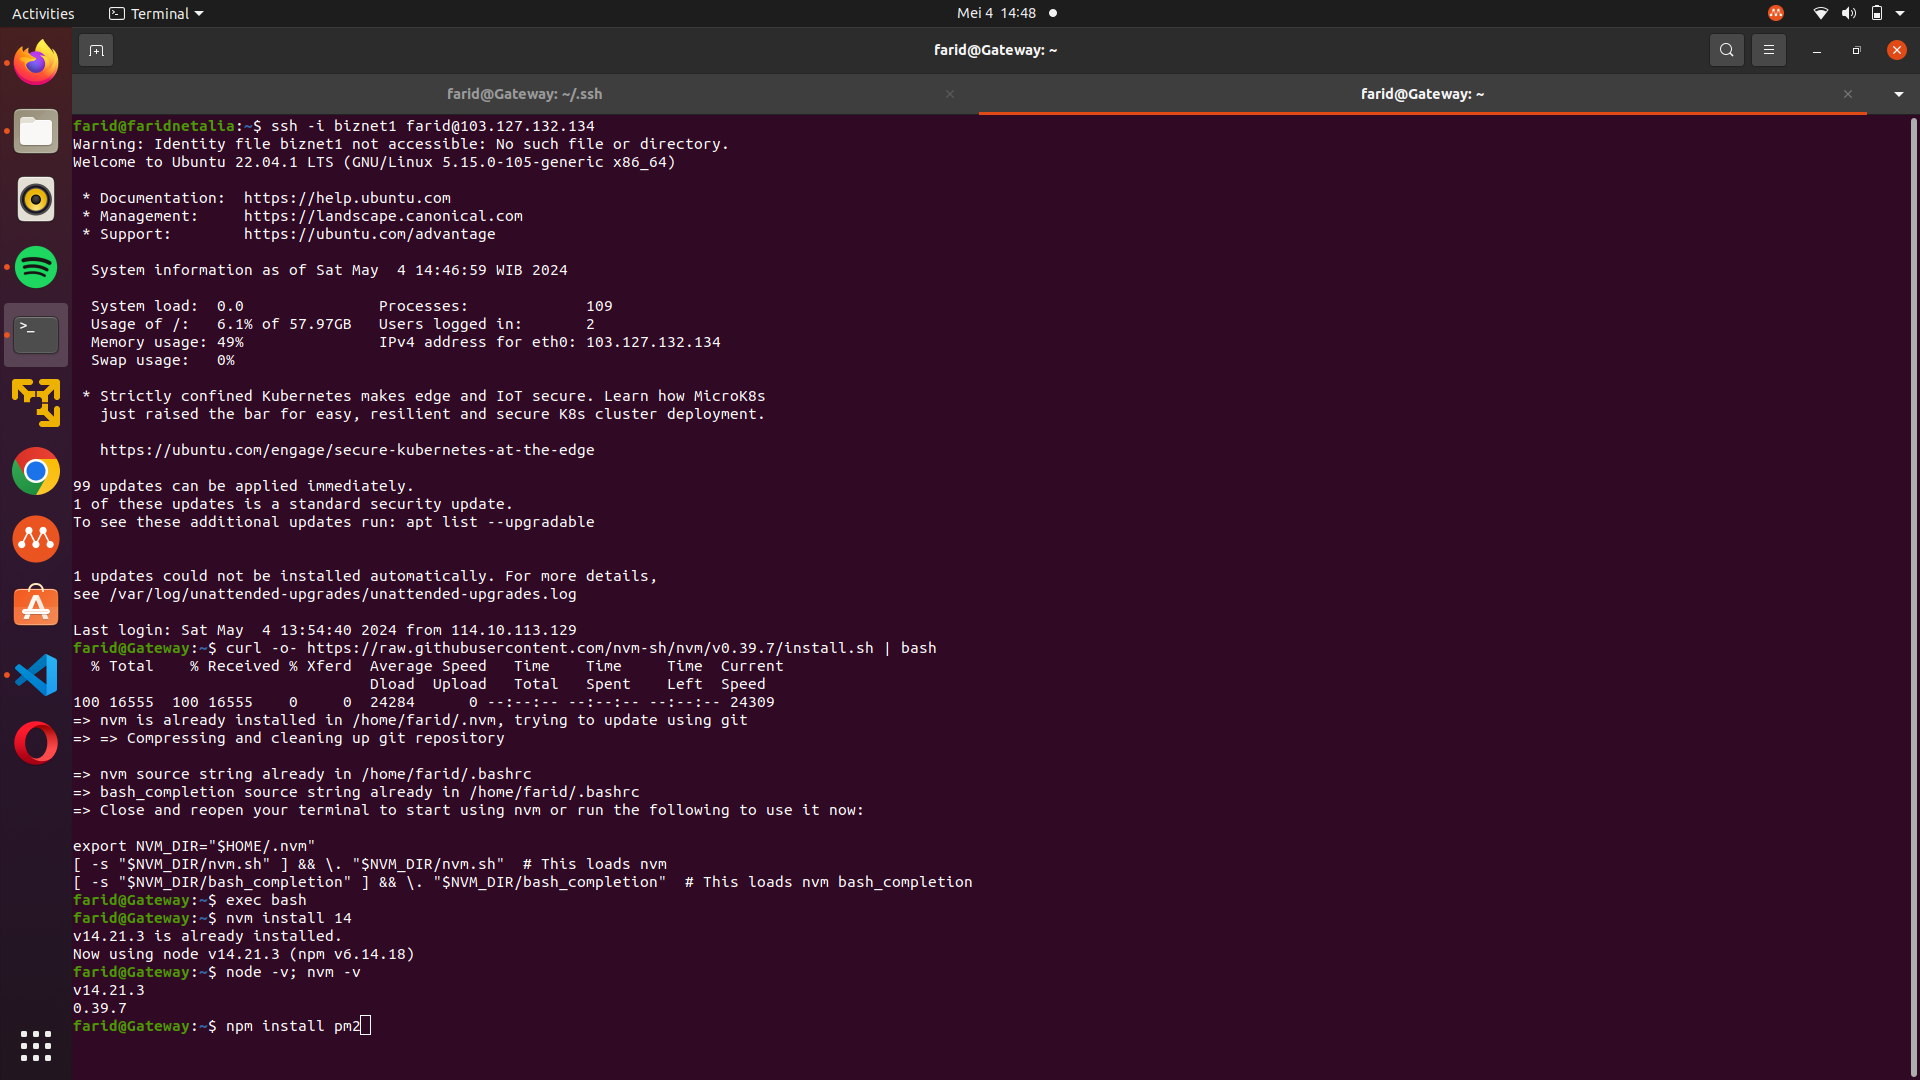 Activities
Terminal
Mei 4 14:48
farid@Gateway: ~
farid@Gateway: ~/.ssh
farid@Gateway: ~
farid@faridnetalia:~$ ssh -i biznet1 farid@103.127.132.134
Warning: Identity file biznet1 not accessible: No such file or directory.
Welcome to Ubuntu 22.04.1 LTS (GNU/Linux 5.15.0-105-generic x86_64)
* Documentation:  https://help.ubuntu.com
* Management:     https://landscape.canonical.com
* Support:        https://ubuntu.com/advantage
System information as of Sat May  4 14:46:59 WIB 2024
System load:  0.0               Processes:             109
Usage of /:   6.1% of 57.97GB   Users logged in:       2
Memory usage: 49%               IPv4 address for eth0: 103.127.132.134
Swap usage:   0%
* Strictly confined Kubernetes makes edge and IoT secure. Learn how MicroK8s
just raised the bar for easy, resilient and secure K8s cluster deployment.
https://ubuntu.com/engage/secure-kubernetes-at-the-edge
99 updates can be applied immediately.
1 of these updates is a standard security update.
To see these additional updates run: apt list --upgradable
1 updates could not be installed automatically. For more details,
see /var/log/unattended-upgrades/unattended-upgrades.log
Last login: Sat May  4 13:54:40 2024 from 114.10.113.129
farid@Gateway:~$ curl -o- https://raw.githubusercontent.com/nvm-sh/nvm/v0.39.7/install.sh | bash
% Total    % Received % Xferd  Average Speed   Time    Time     Time  Current
Dload  Upload   Total   Spent    Left  Speed
100 16555  100 16555    0     0  24284      0 --:--:-- --:--:-- --:--:-- 24309
=> nvm is already installed in /home/farid/.nvm, trying to update using git
=> => Compressing and cleaning up git repository
=> nvm source string already in /home/farid/.bashrc
=> bash_completion source string already in /home/farid/.bashrc
=> Close and reopen your terminal to start using nvm or run the following to use it now:
export NVM_DIR="$HOME/.nvm"
[ -s "$NVM_DIR/nvm.sh" ] && \. "$NVM_DIR/nvm.sh"  # This loads nvm
[ -s "$NVM_DIR/bash_completion" ] && \. "$NVM_DIR/bash_completion"  # This loads nvm bash_completion
farid@Gateway:~$ exec bash
farid@Gateway:~$ nvm install 14
v14.21.3 is already installed.
Now using node v14.21.3 (npm v6.14.18)
farid@Gateway:~$ node -v; nvm -v
v14.21.3
0.39.7
farid@Gateway:~$ npm install pm2